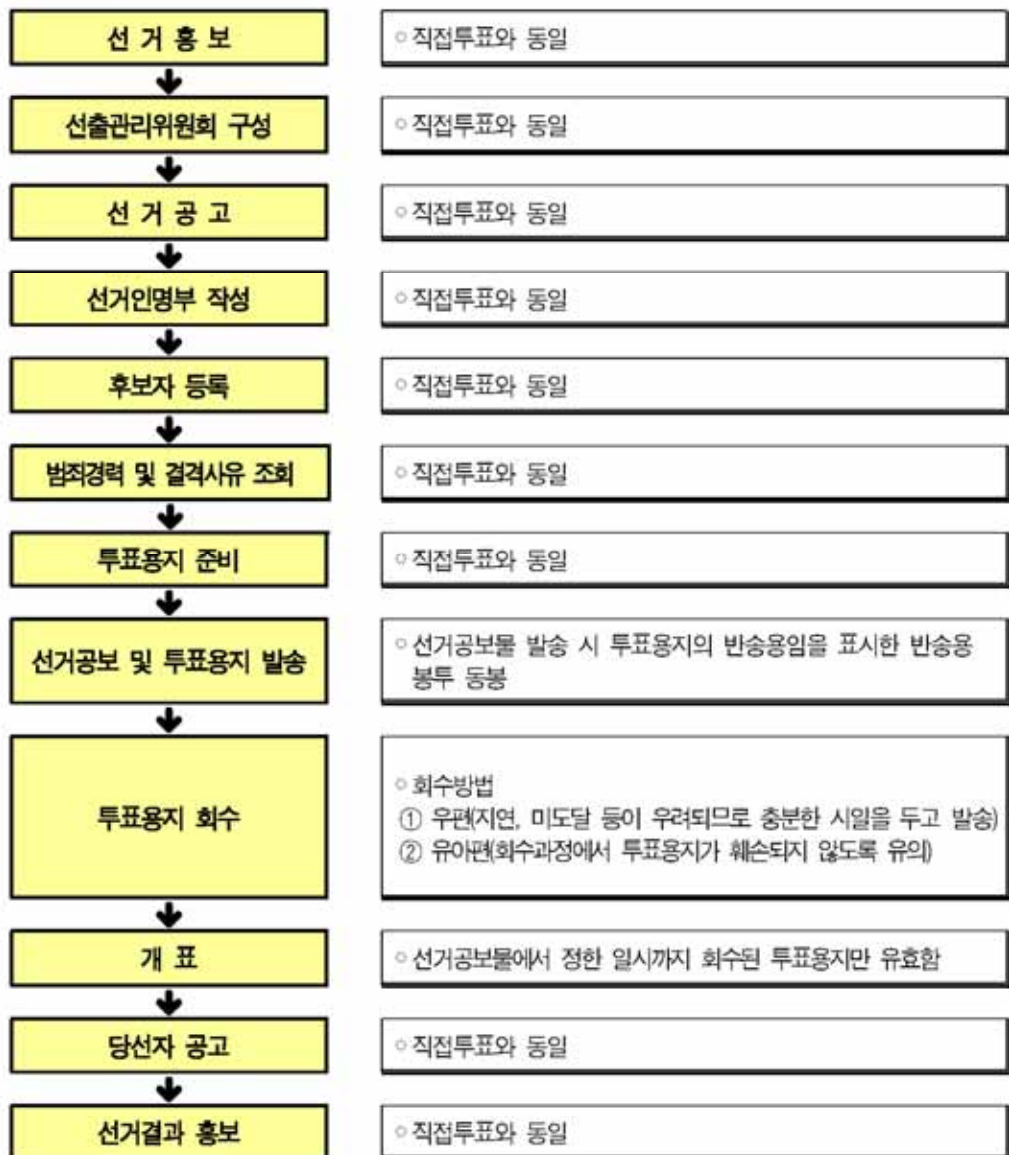 선 거 홍 보
○ 직접투표와 동일
선출관리위원회 구성
○ 직접투표와 동일
선 거 공 고
○ 직접투표와 동일
선거인명부 작성
○ 직접투표와 동일
후보자 등록
○ 직접투표와 동일
범죄경력 및 결격사유 조회
○ 직접투표와 동일
투표용지 준비
○ 직접투표와 동일
선거공보 및 투표용지 발송
○ 선거공보물 발송 시 투표용지의 반송용임을 표시한 반송용
봉투 동봉
투표용지 회수
○ 회수방법
① 우편(지연, 미도달 등이 우려되므로 충분한 시일을 두고 발송)
② 유아편(회수과정에서 투표용지가 훼손되지 않도록 유의)
개 표
○ 선거공보물에서 정한 일시까지 회수된 투표용지만 유효함
당선자 공고
○ 직접투표와 동일
선거결과 홍보
○ 직접투표와 동일